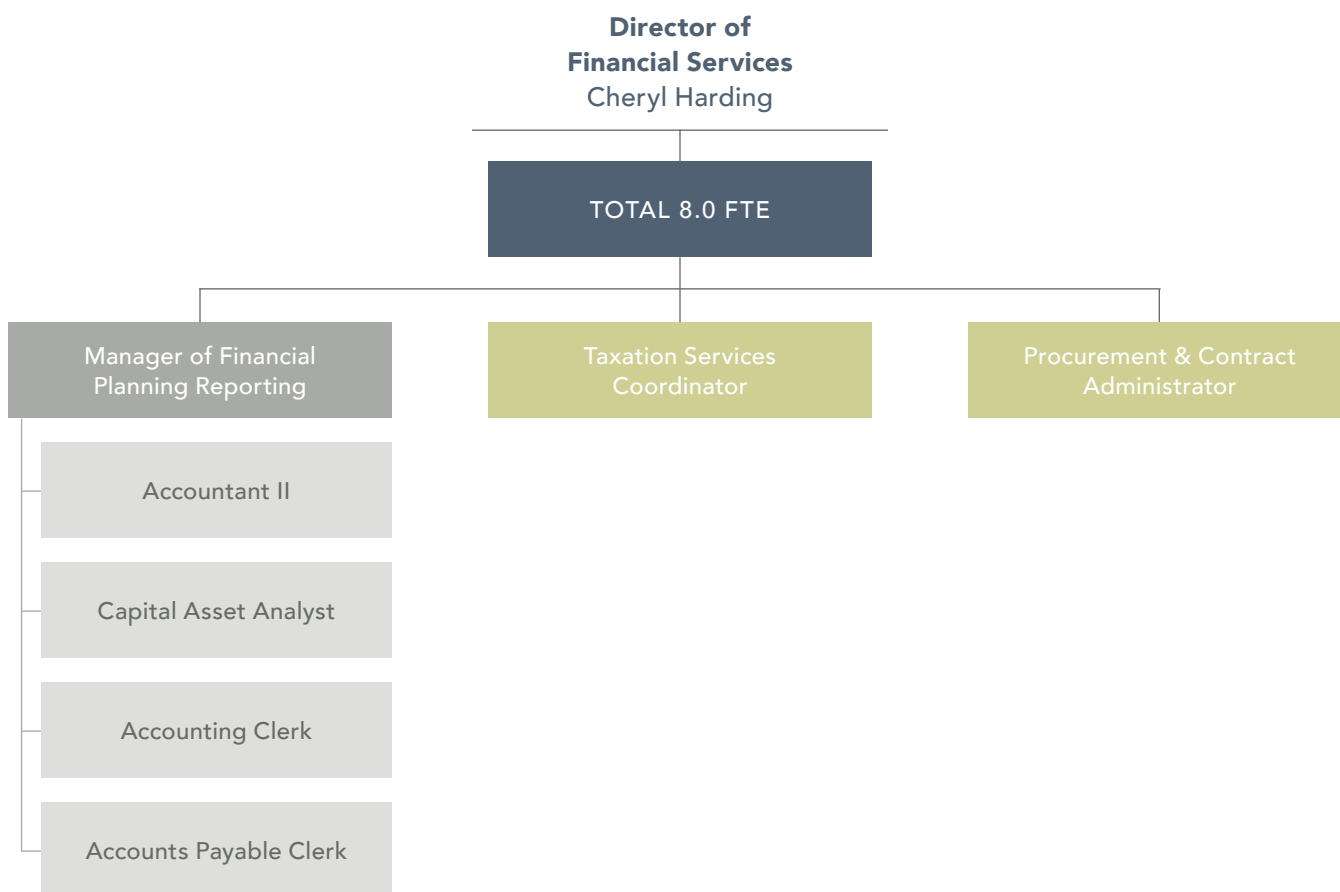 Director of
Financial Services
Cheryl Harding
TOTAL 8.0 FTE
Manager of Financial
Planning Reporting
Taxation Services
Coordinator
Procurement & Contract
Administrator
Accountant II
Capital Asset Analyst
Accounting Clerk
Accounts Payable Clerk